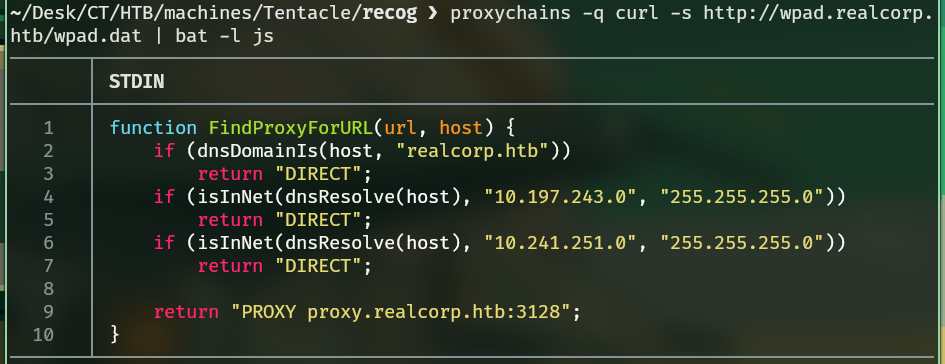 ~/Desk/CT/HTB/machines/Tentacle/recog ❯ proxychains -q curl -s http://wpad.realcorp.
htb/wpad.dat | bat -l js
STDIN
1 function FindProxyForURL(url, host) {
2     if (dnsDomainIs(host, "realcorp.htb"))
3         return "DIRECT";
4     if (isInNet(dnsResolve(host), "10.197.243.0", "255.255.255.0"))
5         return "DIRECT";
6     if (isInNet(dnsResolve(host), "10.241.251.0", "255.255.255.0"))
7         return "DIRECT";
8
9     return "PROXY proxy.realcorp.htb:3128";
10 }